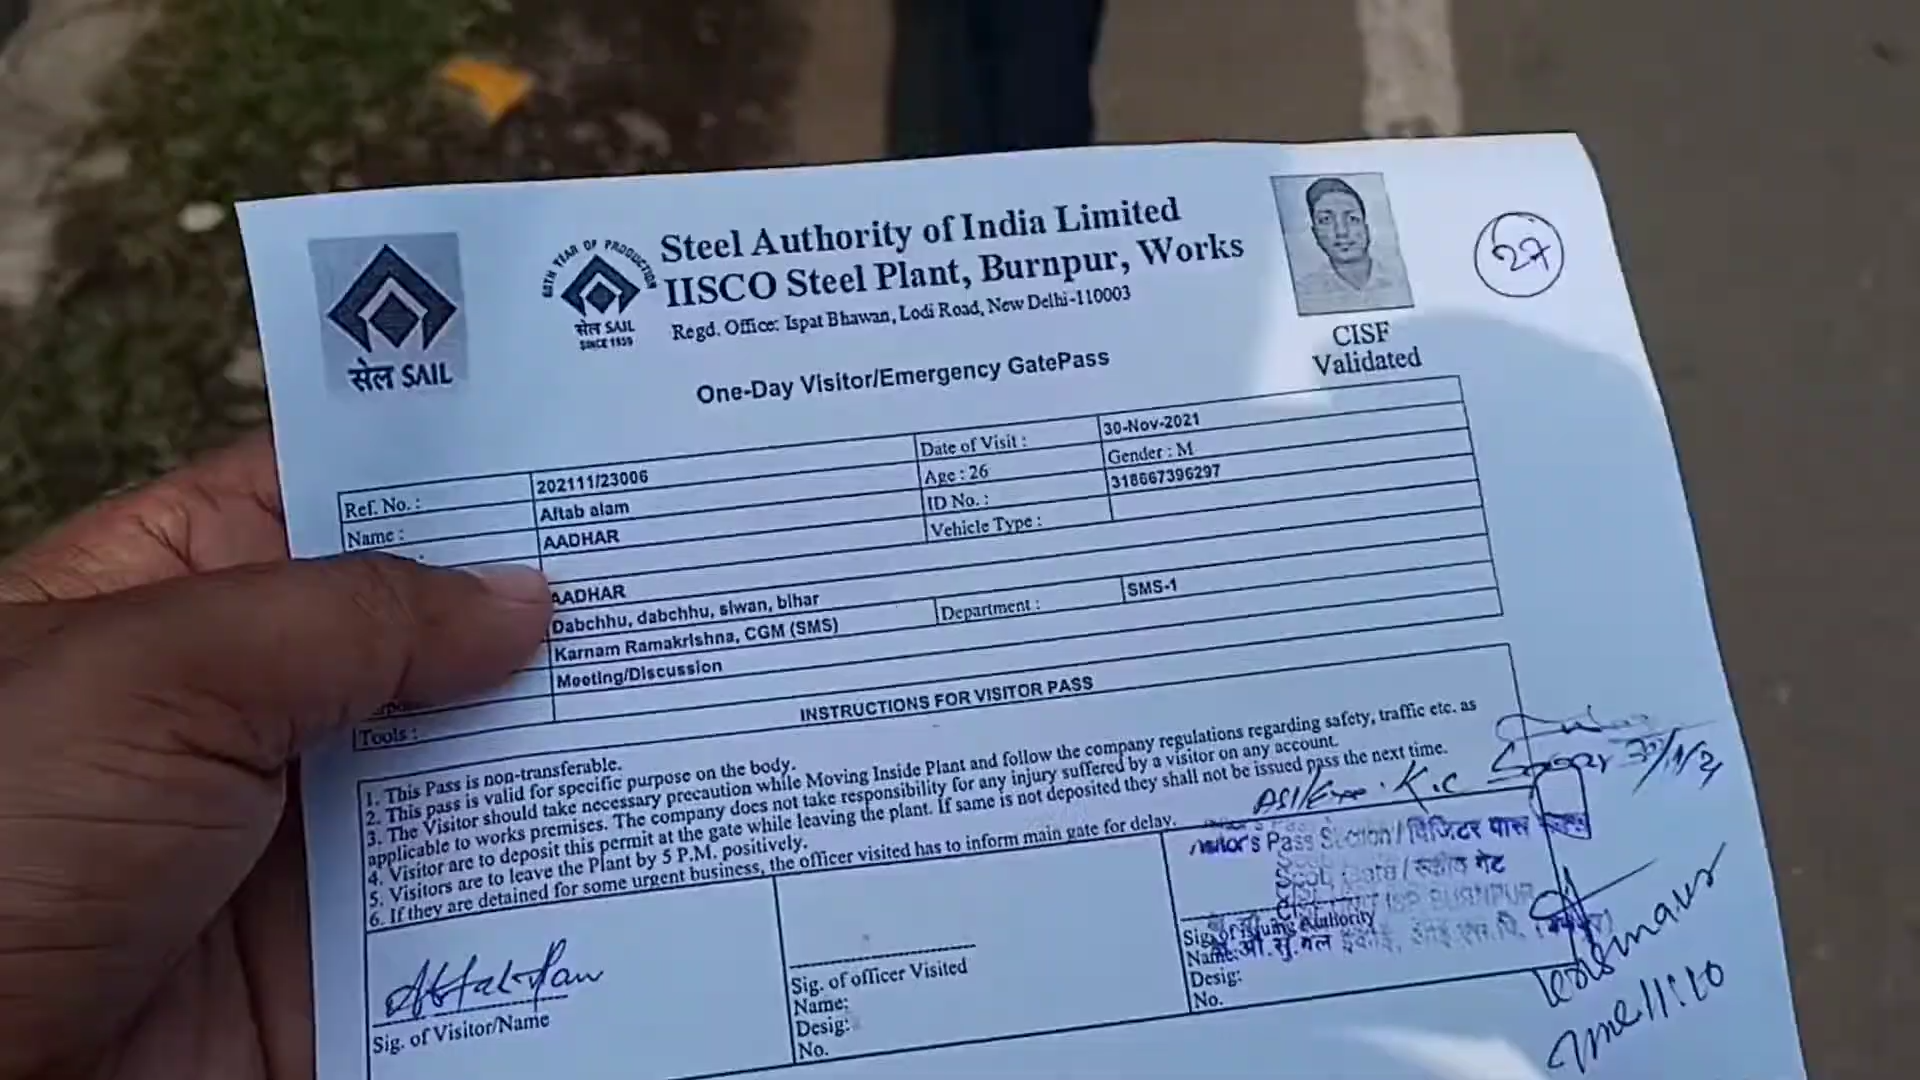 Steel Authority of India Limited
IISCO Steel Plant, Burnpur, Works
Regd. Office: Ispat Bhawan, Lodi Road, New Delhi-110003
सेल SAIL
60TH YEAR OF PRODUCTION
सेल SAIL
SINCE 1959
27
CISF
Validated
One-Day Visitor/Emergency GatePass
Ref. No. : 202111/23006 Date of Visit : 30-Nov-2021
Name : Aftab alam Age : 26 Gender : M
AADHAR ID No. : 318667396297
Vehicle Type :
AADHAR
Dabchhu, dabchhu, siwan, bihar
Karnam Ramakrishna, CGM (SMS) Department : SMS-1
Meeting/Discussion
Tools :
INSTRUCTIONS FOR VISITOR PASS
1. This Pass is non-transferable.
2. This pass is valid for specific purpose on the body.
3. The Visitor should take necessary precaution while Moving Inside Plant and follow the company regulations regarding safety, traffic etc. as
applicable to works premises. The company does not take responsibility for any injury suffered by a visitor on any account.
4. Visitor are to deposit this permit at the gate while leaving the plant. If same is not deposited they shall not be issued pass the next time.
5. Visitors are to leave the Plant by 5 P.M. positively.
6. If they are detained for some urgent business, the officer visited has to inform main gate for delay.
Pass Section / विजिटर पास
गेट
Sig. of Visitor/Name
Sig. of officer Visited
Name:
Desig:
No.
Sig. of Issuing Authority
Name:
Desig:
No.